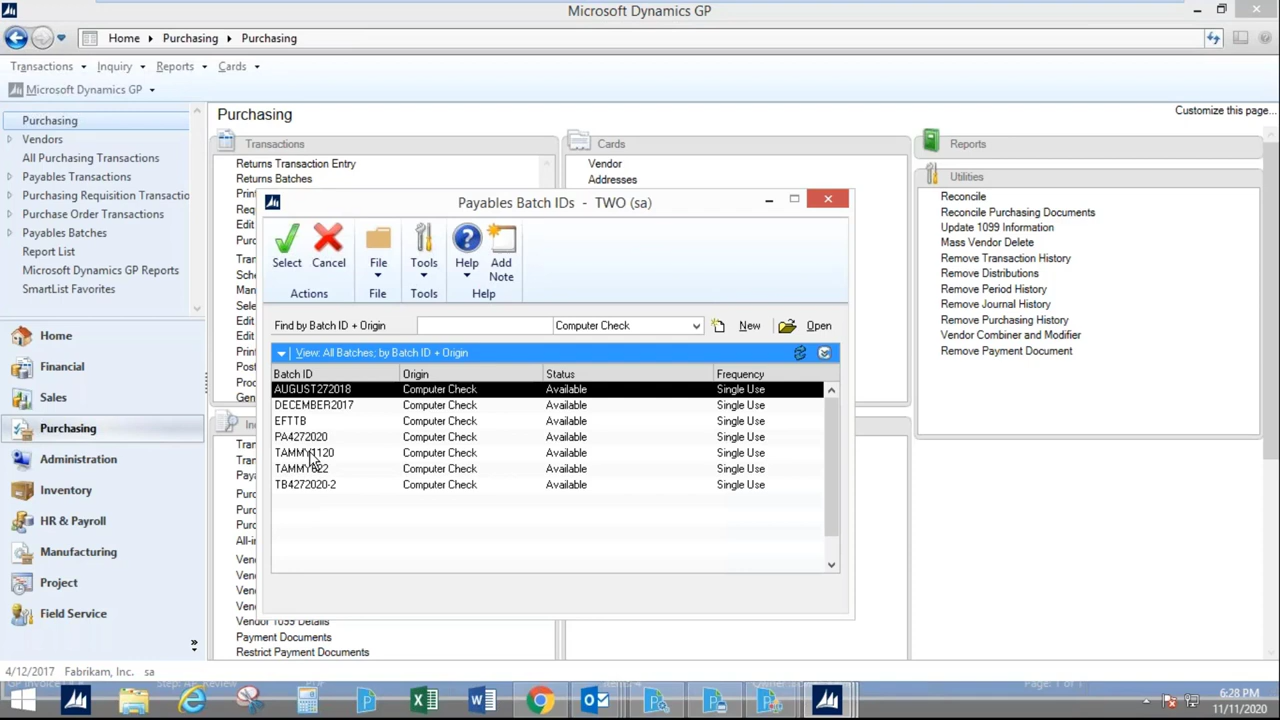 Microsoft Dynamics GP
Home Purchasing Purchasing
Transactions Inquiry Reports Cards
Microsoft Dynamics GP
Purchasing
Vendors
All Purchasing Transactions
Payables Transactions
Purchasing Requisition Transactio
Purchase Order Transactions
Payables Batches
Report List
Microsoft Dynamics GP Reports
SmartList Favorites
Home
Financial
Sales
Purchasing
Administration
Inventory
HR & Payroll
Manufacturing
Project
Field Service
»
Purchasing
Customize this page...
Transactions
Returns Transaction Entry
Returns Batches
Cards
Vendor
Addresses
Reports
Utilities
Reconcile
Reconcile Purchasing Documents
Update 1099 Information
Mass Vendor Delete
Remove Transaction History
Remove Distributions
Remove Period History
Remove Journal History
Remove Purchasing History
Vendor Combiner and Modifier
Remove Payment Document
Payables Batch IDs - TWO (sa)
Select Cancel File Tools Help Add Note
Actions File Tools Help
Find by Batch ID + Origin Computer Check New Open
View: All Batches; by Batch ID + Origin
Batch ID Origin Status Frequency
AUGUST272018 Computer Check Available Single Use
DECEMBER2017 Computer Check Available Single Use
EFTTB Computer Check Available Single Use
PA4272020 Computer Check Available Single Use
TAMMY1120 Computer Check Available Single Use
Computer Check Available Single Use
TB4272020-2 Computer Check Available Single Use
Vendor 1099 Details
Payment Documents
Restrict Payment Documents
4/12/2017 Fabrikam, Inc. sa
6:28 PM
11/11/2020